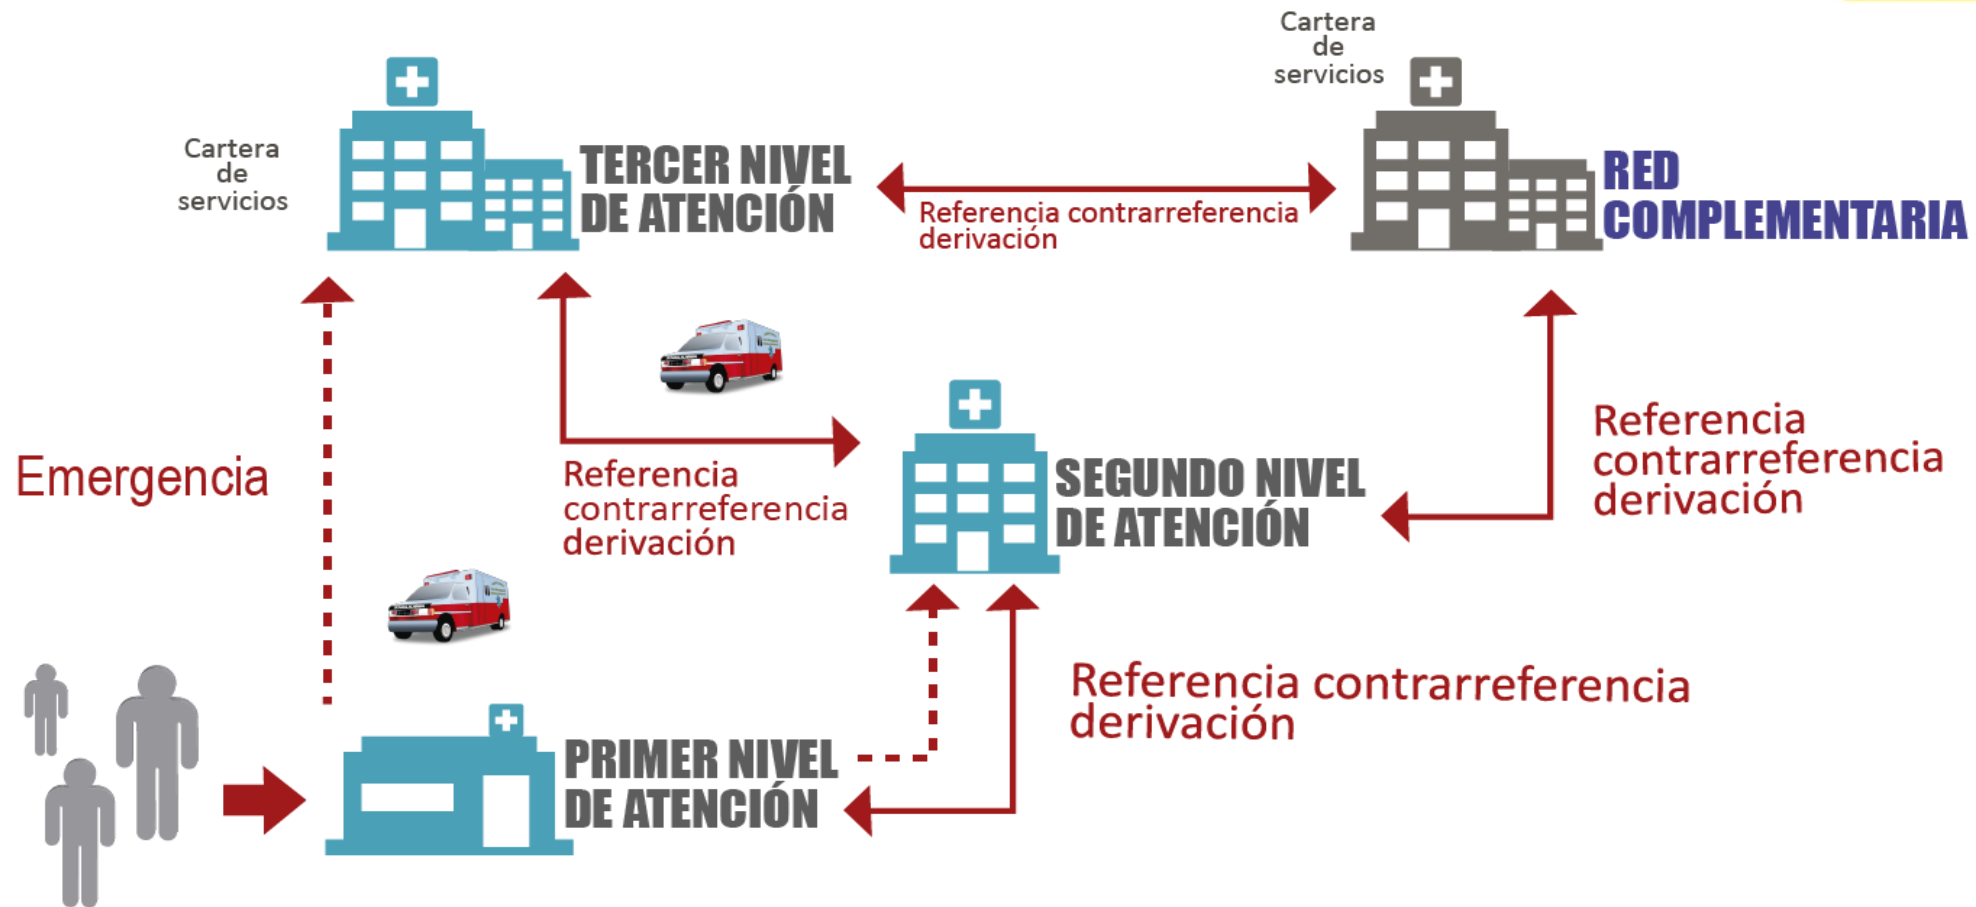 Cartera
de
servicios
Cartera
de
servicios
TERCER NIVEL
DE ATENCIÓN
Referencia contrarreferencia
derivación
RED
COMPLEMENTARIA
Emergencia
Referencia
contrarreferencia
derivación
SEGUNDO NIVEL
DE ATENCIÓN
Referencia
contrarreferencia
derivación
PRIMER NIVEL
DE ATENCIÓN
Referencia contrarreferencia
derivación